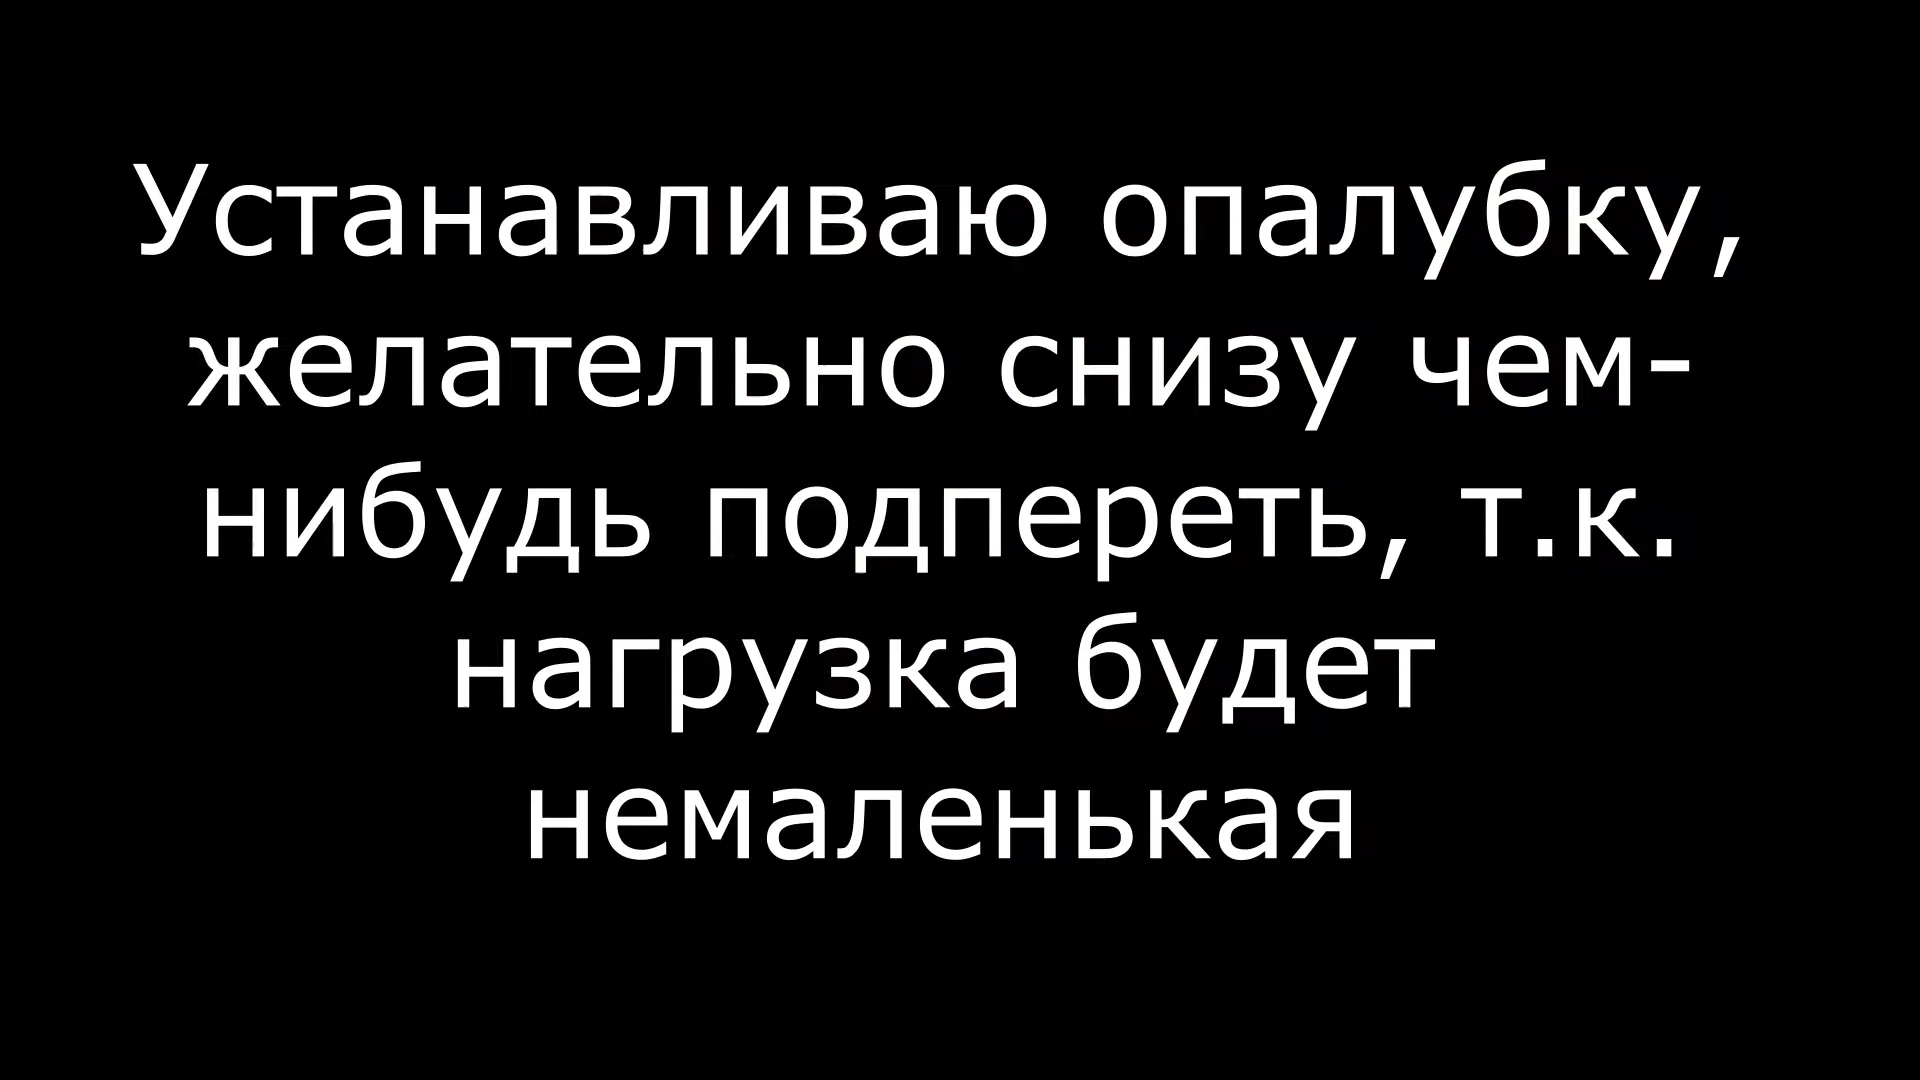 Устанавливаю опалубку,
желательно снизу чем-
нибудь подпереть, т.к.
нагрузка будет
немаленькая